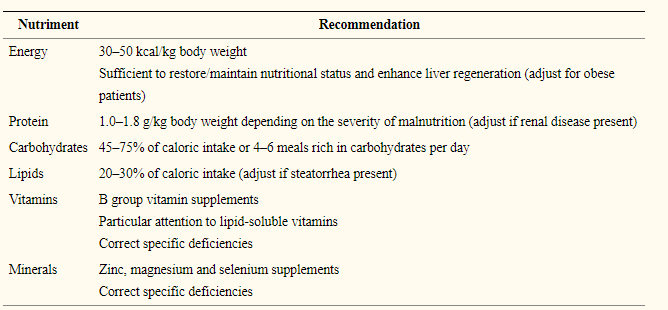 Nutriment Recommendation
Energy 30–50 kcal/kg body weight
Sufficient to restore/maintain nutritional status and enhance liver regeneration (adjust for obese
patients)
Protein 1.0–1.8 g/kg body weight depending on the severity of malnutrition (adjust if renal disease present)
Carbohydrates 45–75% of caloric intake or 4–6 meals rich in carbohydrates per day
Lipids 20–30% of caloric intake (adjust if steatorrhea present)
Vitamins B group vitamin supplements
Particular attention to lipid-soluble vitamins
Correct specific deficiencies
Minerals Zinc, magnesium and selenium supplements
Correct specific deficiencies